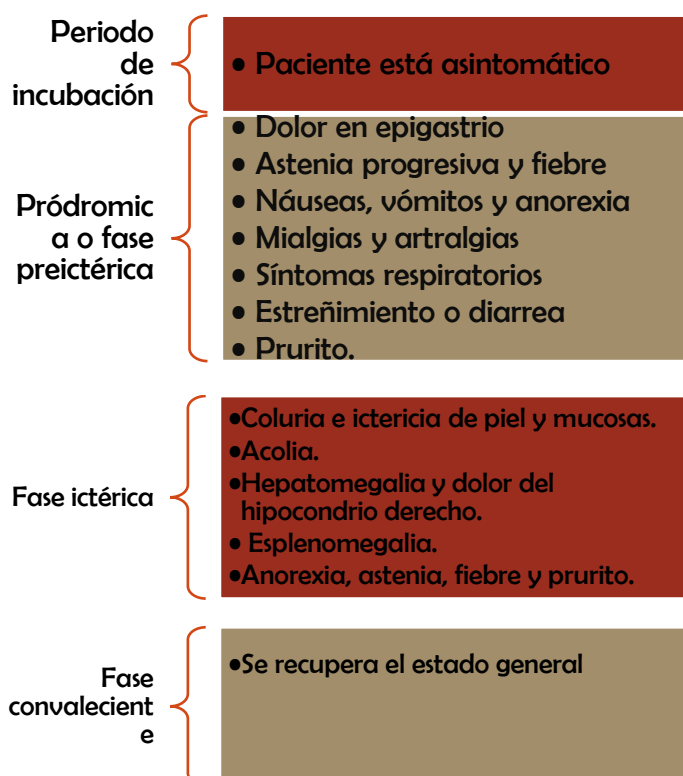 Periodo
de
incubación
• Paciente está asintomático
Pródromic
a o fase
preictérica
• Dolor en epigastrio
• Astenia progresiva y fiebre
• Náuseas, vómitos y anorexia
• Mialgias y artralgias
• Síntomas respiratorios
• Estreñimiento o diarrea
• Prurito.
Fase ictérica
•Coluria e ictericia de piel y mucosas.
•Acolia.
•Hepatomegalia y dolor del
hipocondrio derecho.
• Esplenomegalia.
•Anorexia, astenia, fiebre y prurito.
Fase
convalecient
e
•Se recupera el estado general